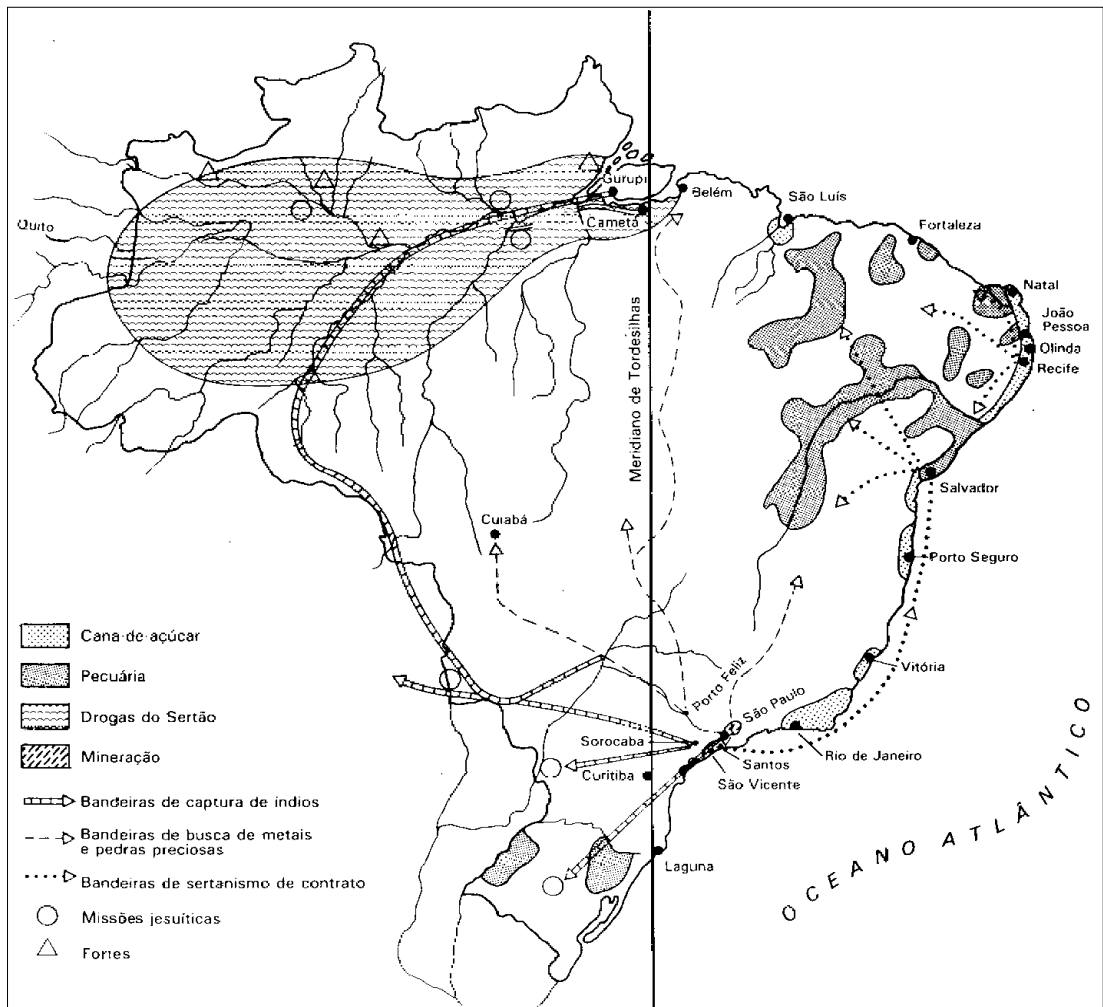 Quito
Gurupi
Cametá
Belém
São Luís
Fortaleza
Natal
João
Pessoa
Olinda
Recife
Meridiano de Tordesilhas
Salvador
Cuiabá
Porto Seguro
Vitória
Porto Feliz
São Paulo
Sorocaba
Santos
Rio de Janeiro
Curitiba
São Vicente
Laguna
OCEANO ATLÂNTICO
Cana-de-açúcar
Pecuária
Drogas do Sertão
Mineração
Bandeiras de captura de índios
Bandeiras de busca de metais
e pedras preciosas
Bandeiras de sertanismo de contrato
Missões jesuíticas
Fortes